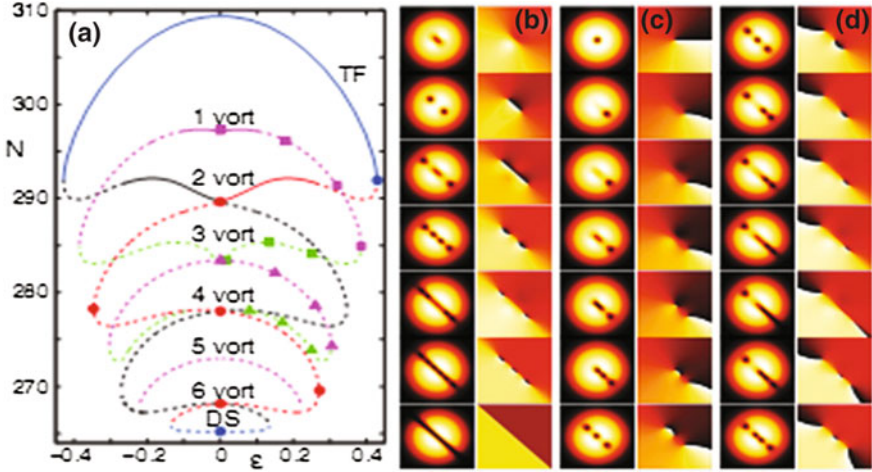 310
(a)
(b)
(c)
(d)
TF
300
1 vort
N
290
2 vort
3 vort
280
4 vort
5 vort
270
6 vort
DS
-0.4 -0.2 0 ε 0.2 0.4